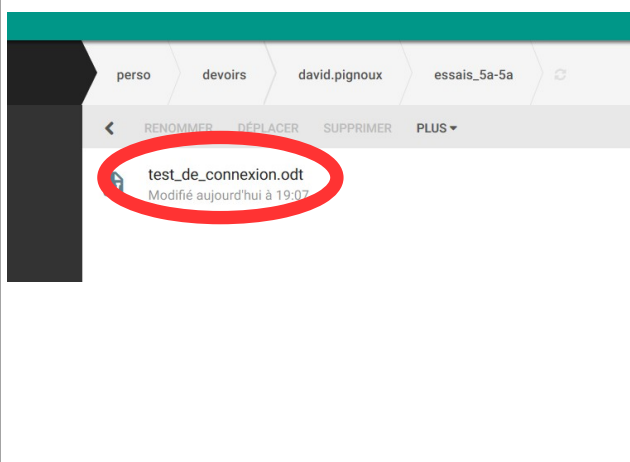 perso devoirs david.pignoux essais_5a-5a
RENOMMER DÉPLACER SUPPRIMER PLUS
test_de_connexion.odt
Modifié aujourd'hui à 19:07